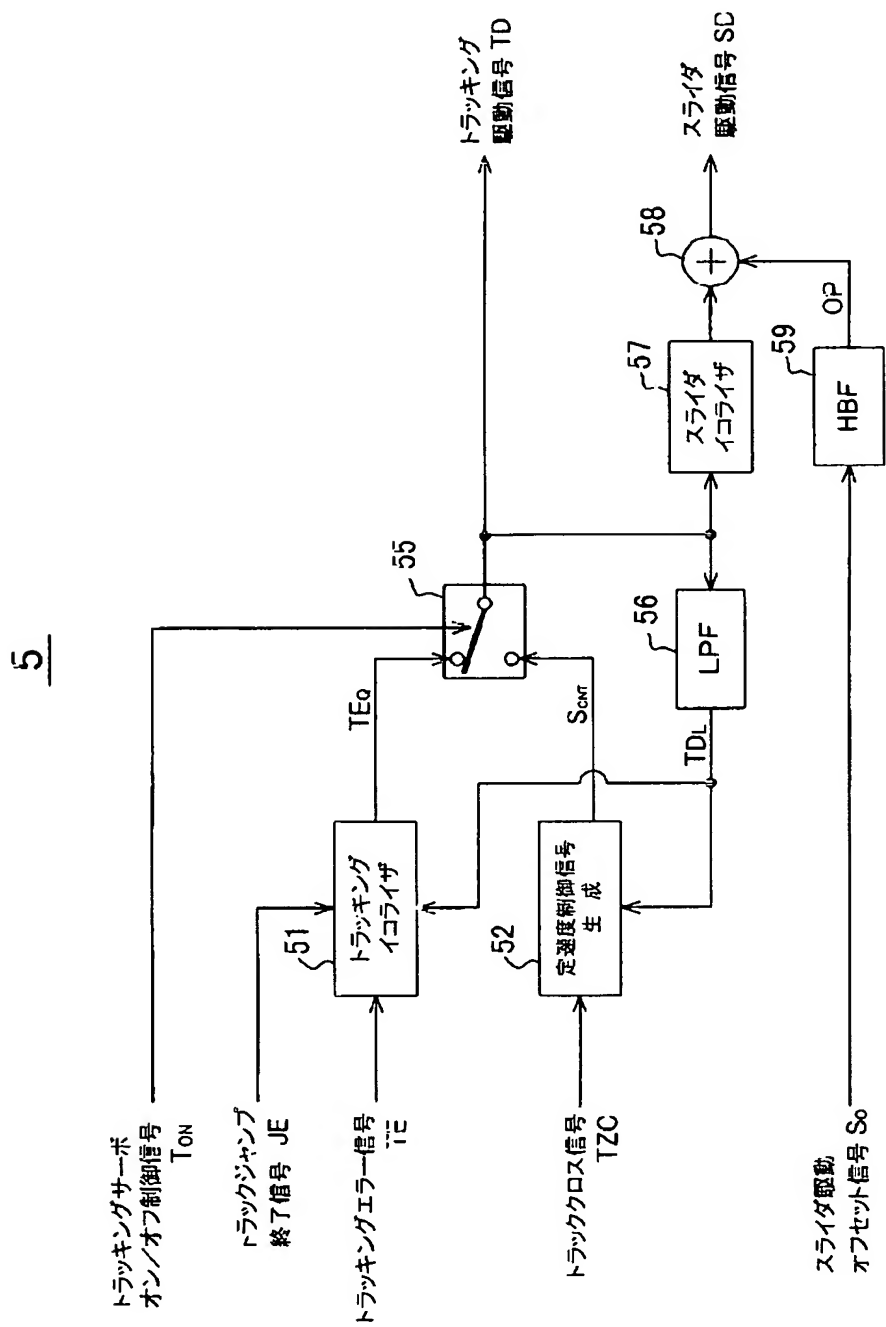 5
トラッキングサーボ
オン/オフ制御信号
TON
トラックジャンプ
終了信号 JE
トラッキングエラー信号
TE
トラッククロス信号
TZC
スライダ駆動
オフセット信号 So
51
トラッキング
イコライザ
52
定速度制御信号
生 成
TEQ
SCNT
TDL
55
56
LPF
57
スライダ
イコライザ
58
+
59
HBF
OP
トラッキング
駆動信号 TD
スライダ
駆動信号 SD